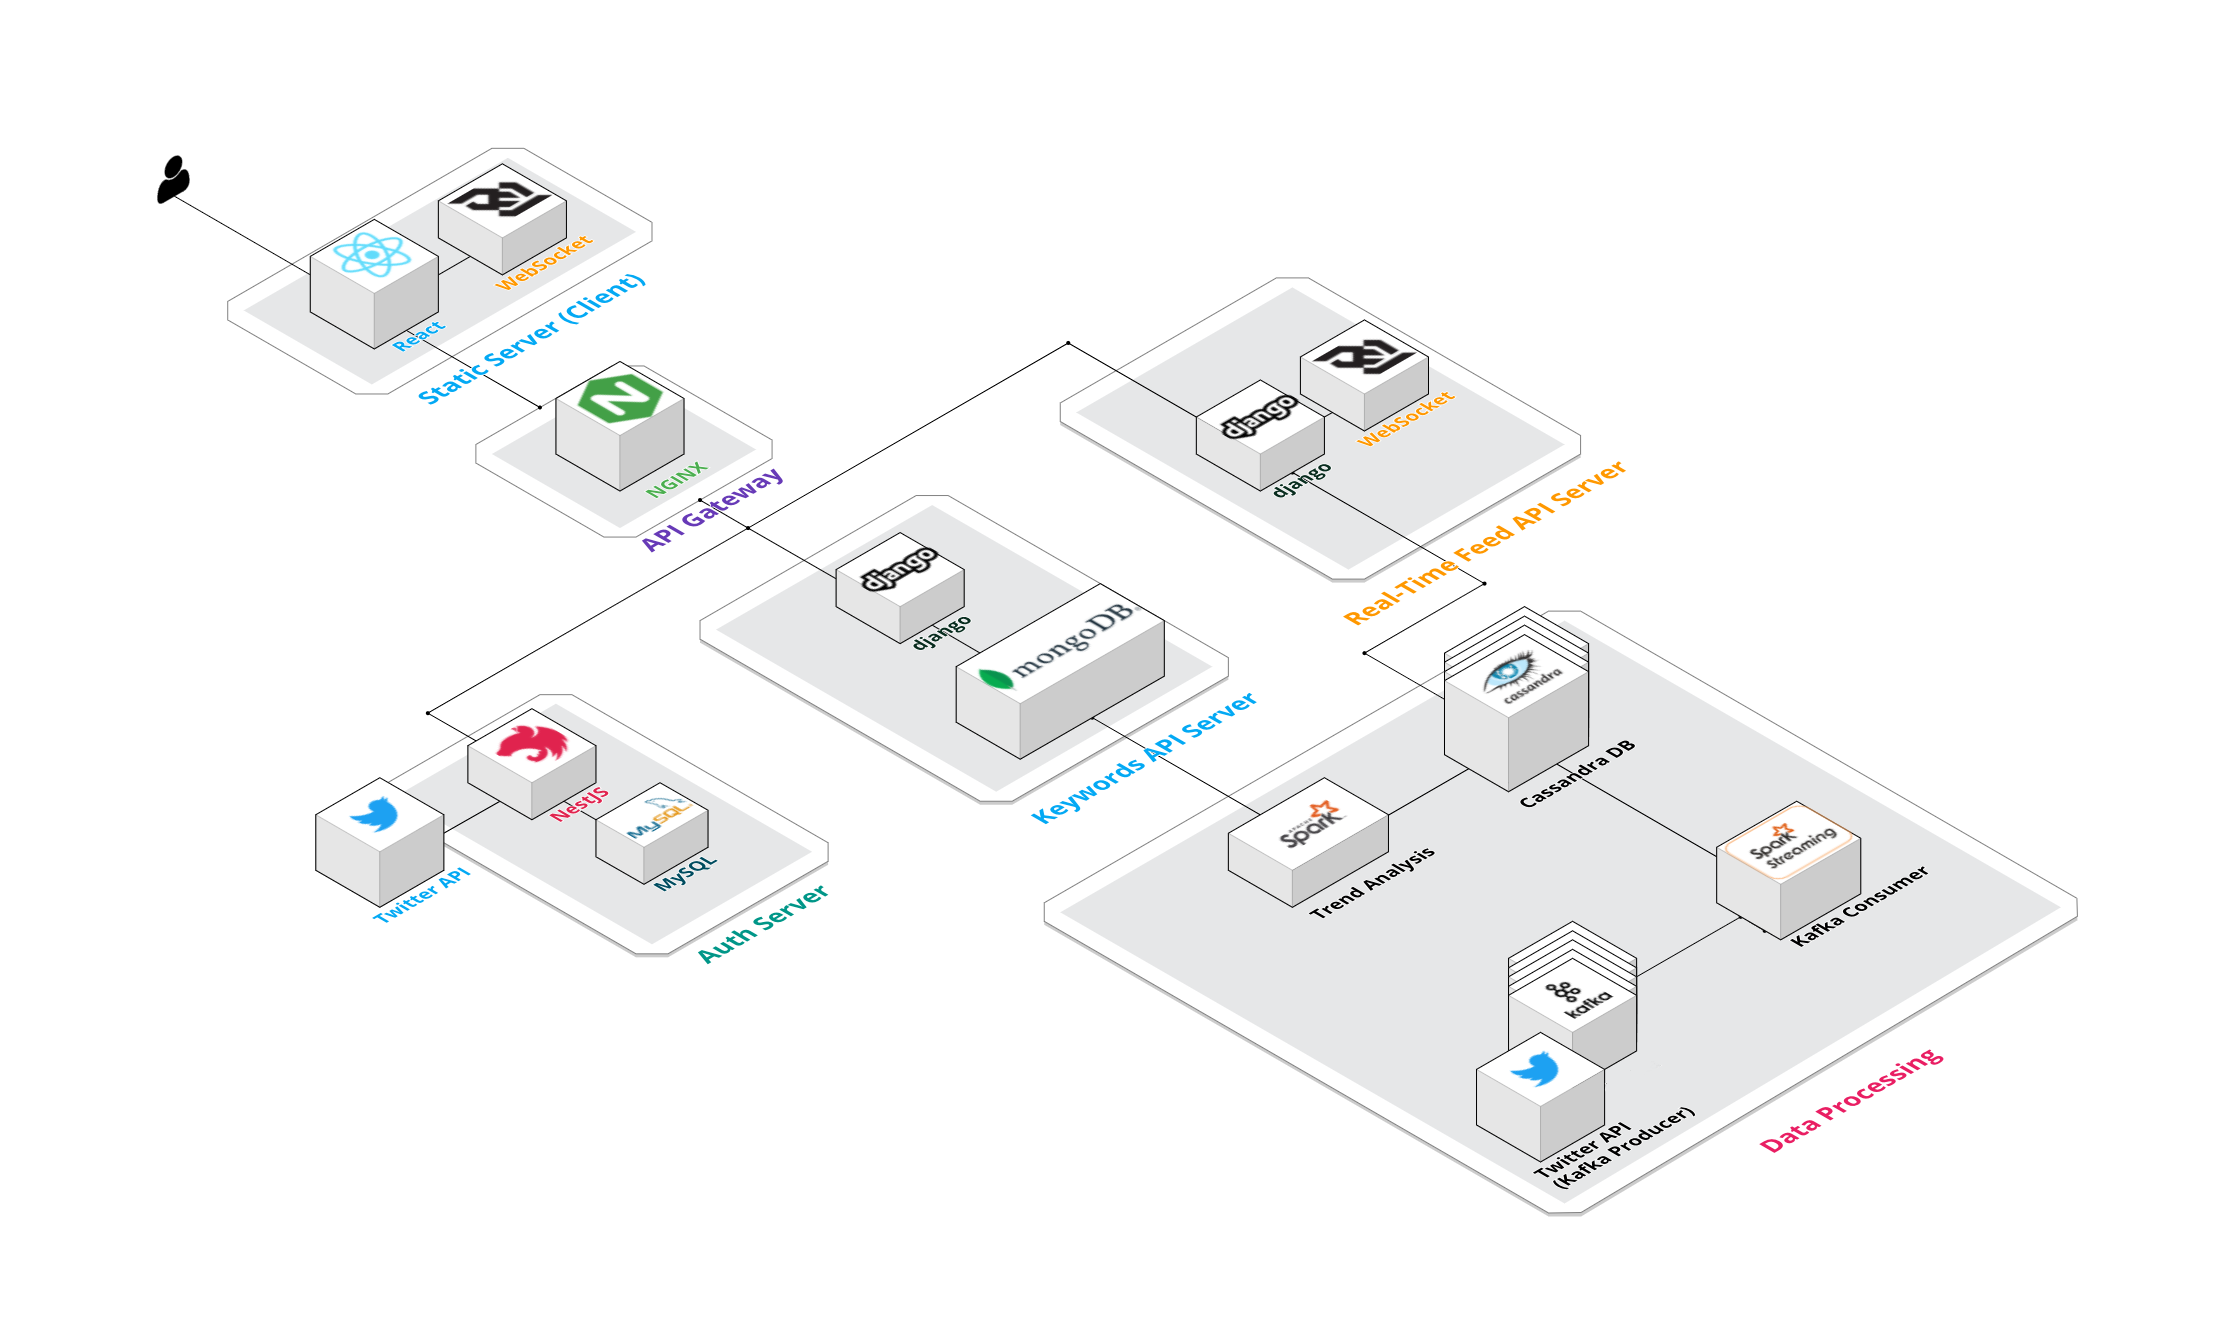 WebSocket
React
Static Server (Client)
NGINX
API Gateway
django
WebSocket
django
Real-Time Feed API Server
django
django
mongoDB
Keywords API Server
NestJS
MySQL
MySQL
Twitter API
Auth Server
cassandra
Cassandra DB
APACHE
Spark
Trend Analysis
Spark
Streaming
Kafka Consumer
kafka
Twitter API
(Kafka Producer)
Data Processing